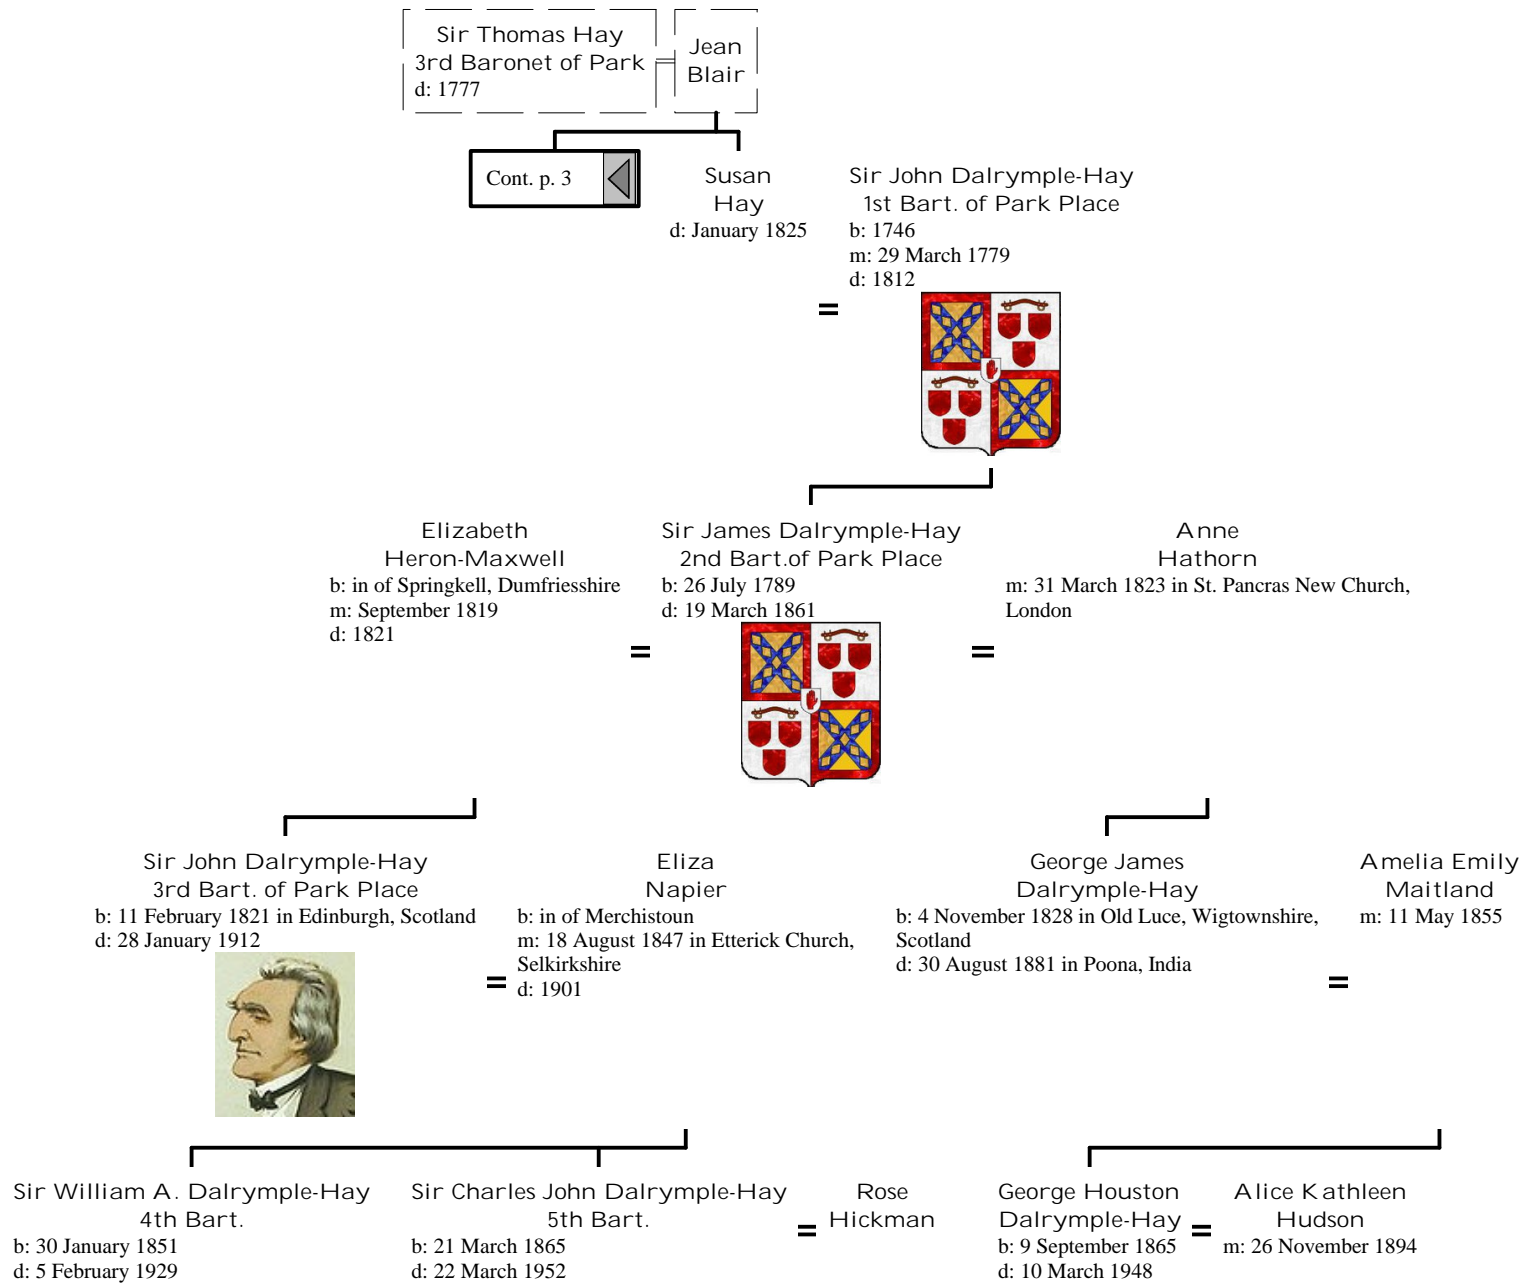 Sir Thomas Hay
3rd Baronet of Park
d: 1777
Jean
Blair
Cont. p. 3
Susan
Hay
d: January 1825
Sir John Dalrymple-Hay
1st Bart. of Park Place
b: 1746
m: 29 March 1779
d: 1812
=
Elizabeth
Heron-Maxwell
b: in of Springkell, Dumfriesshire
m: September 1819
d: 1821
=
Sir James Dalrymple-Hay
2nd Bart.of Park Place
b: 26 July 1789
d: 19 March 1861
=
Anne
Hathorn
m: 31 March 1823 in St. Pancras New Church,
London
Sir John Dalrymple-Hay
3rd Bart. of Park Place
b: 11 February 1821 in Edinburgh, Scotland
d: 28 January 1912
=
Eliza
Napier
b: in of Merchistoun
m: 18 August 1847 in Etterick Church,
Selkirkshire
d: 1901
George James
Dalrymple-Hay
b: 4 November 1828 in Old Luce, Wigtownshire,
Scotland
d: 30 August 1881 in Poona, India
=
Amelia Emily
Maitland
m: 11 May 1855
Sir William A. Dalrymple-Hay
4th Bart.
b: 30 January 1851
d: 5 February 1929
Sir Charles John Dalrymple-Hay
5th Bart.
b: 21 March 1865
d: 22 March 1952
=
Rose
Hickman
George Houston
Dalrymple-Hay
b: 9 September 1865
d: 10 March 1948
=
Alice Kathleen
Hudson
m: 26 November 1894